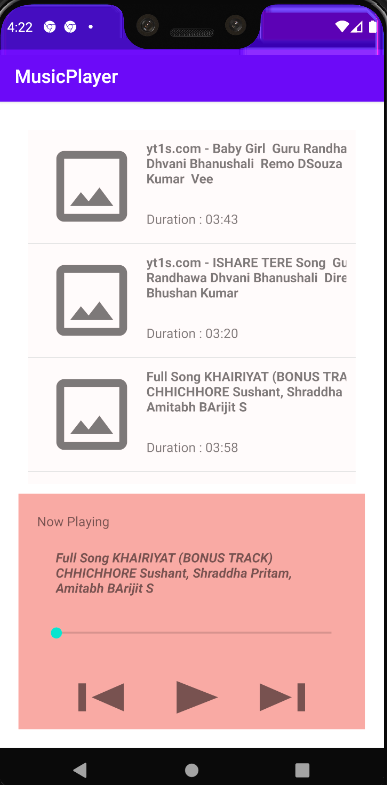 4:22
MusicPlayer
yt1s.com - Baby Girl Guru Randha
Dhvani Bhanushali Remo DSouza
Kumar Vee
Duration : 03:43
yt1s.com - ISHARE TERE Song Gu
Randhawa Dhvani Bhanushali Dire
Bhushan Kumar
Duration : 03:20
Full Song KHAIRIYAT (BONUS TRA
CHHICHHORE Sushant, Shraddha
Amitabh BArijit S
Duration : 03:58
Now Playing
Full Song KHAIRIYAT (BONUS TRACK)
CHHICHHORE Sushant, Shraddha Pritam,
Amitabh BArijit S